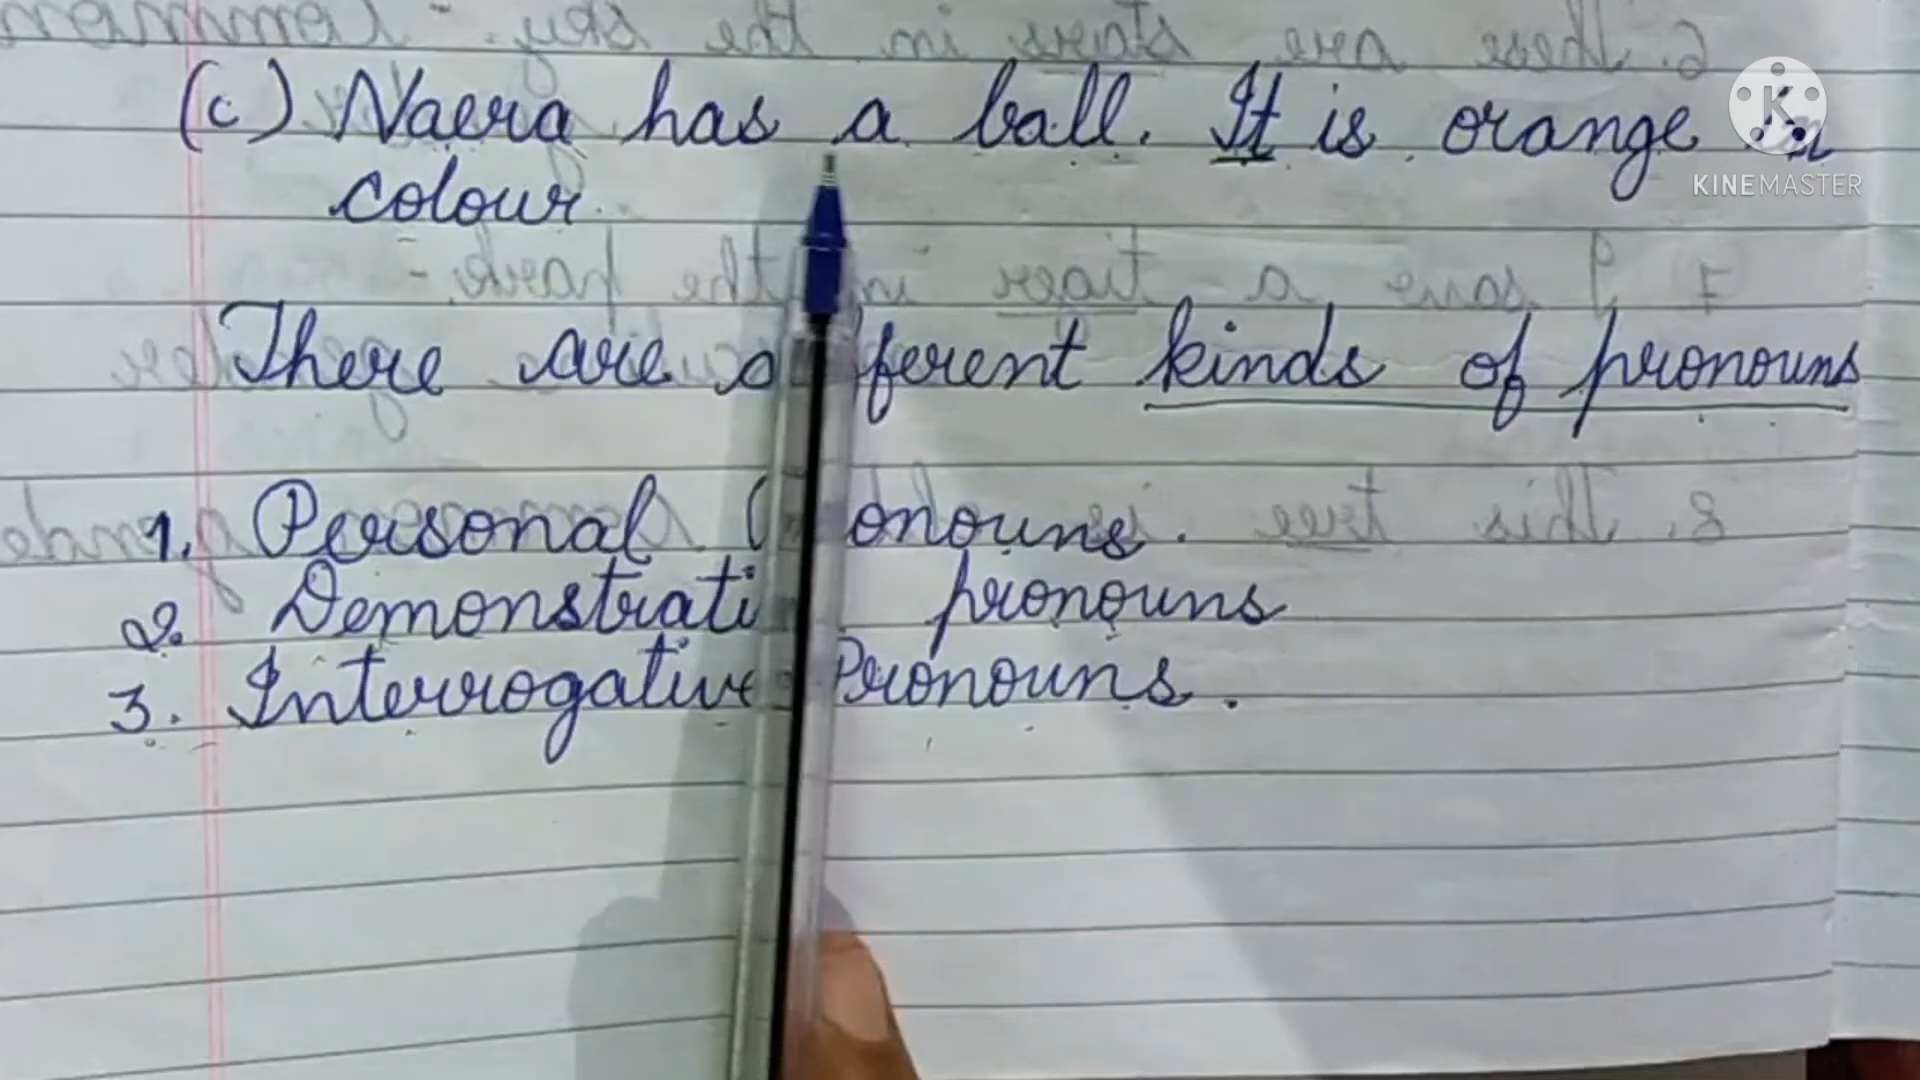 (c) Naera has a ball. It is orange in
colour.
There are different kinds of pronouns
1. Personal Pronouns.
2. Demonstrative pronouns
3. Interrogative Pronouns.
KINEMASTER